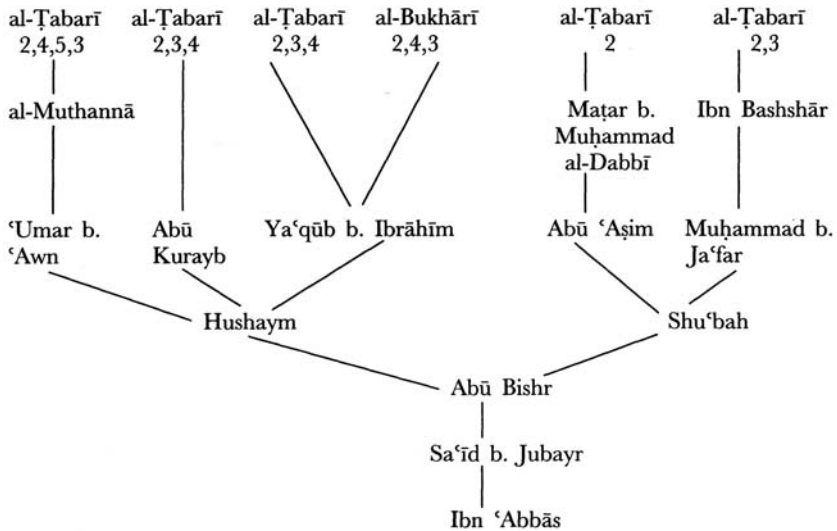 al-Ṭabarī al-Ṭabarī al-Ṭabarī al-Bukhārī al-Ṭabarī al-Ṭabarī
2,4,5,3 2,3,4 2,3,4 2,4,3 2 2,3
al-Muthannā Maṭar b. Ibn Bashshār
Muḥammad
al-Dabbī
ʿUmar b. Abū Yaʿqūb b. Ibrāhīm Abū ʿAṣim Muḥammad b.
ʿAwn Kurayb Jaʿfar
Hushaym Shuʿbah
Abū Bishr
Saʿīd b. Jubayr
Ibn ʿAbbās